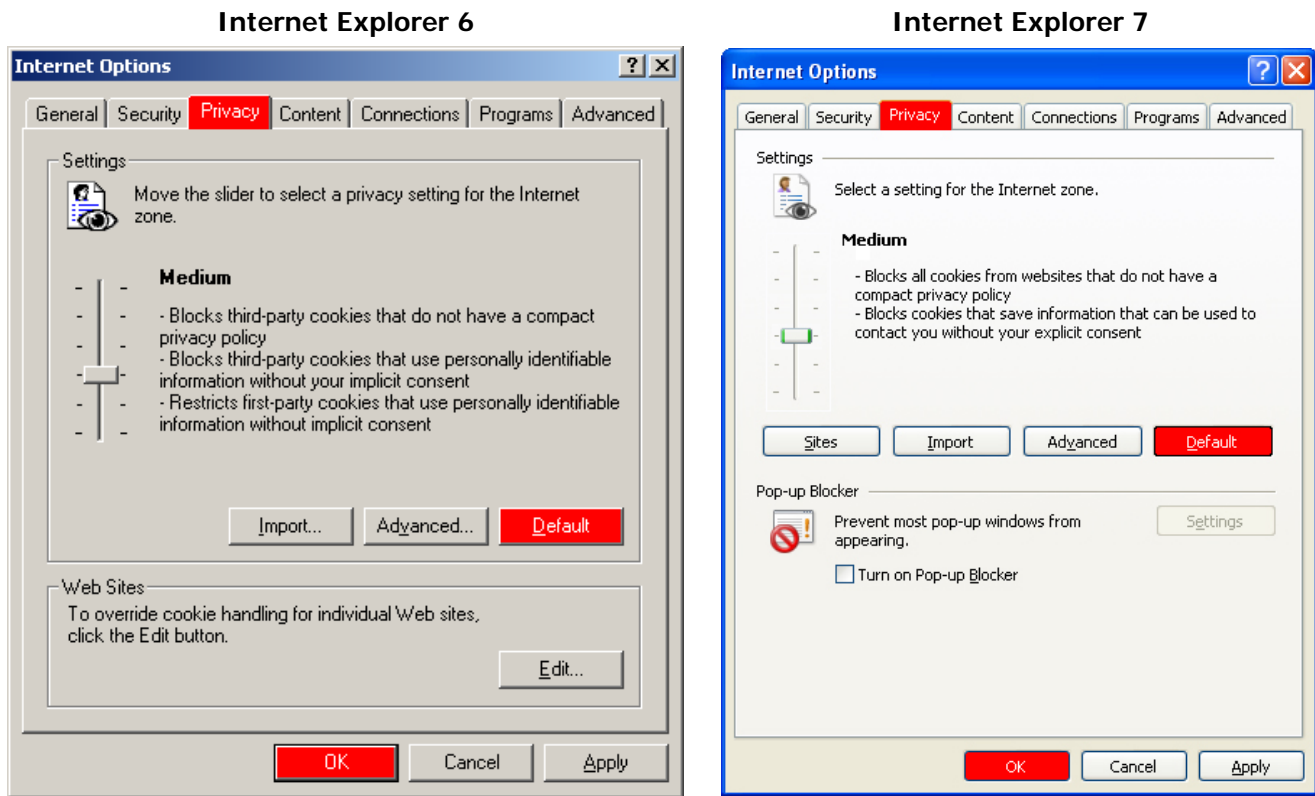 Internet Explorer 6
Internet Options
General Security Privacy Content Connections Programs Advanced
Settings
Move the slider to select a privacy setting for the Internet
zone.
Medium
- Blocks third-party cookies that do not have a compact
privacy policy
- Blocks third-party cookies that use personally identifiable
information without your implicit consent
- Restricts first-party cookies that use personally identifiable
information without implicit consent
Import... Advanced... Default
Web Sites
To override cookie handling for individual Web sites,
click the Edit button.
Edit...
OK Cancel Apply
Internet Explorer 7
Internet Options
General Security Privacy Content Connections Programs Advanced
Settings
Select a setting for the Internet zone.
Medium
- Blocks all cookies from websites that do not have a
compact privacy policy
- Blocks cookies that save information that can be used to
contact you without your explicit consent
Sites Import Advanced Default
Pop-up Blocker
Prevent most pop-up windows from
appearing.
Settings
Turn on Pop-up Blocker
OK Cancel Apply